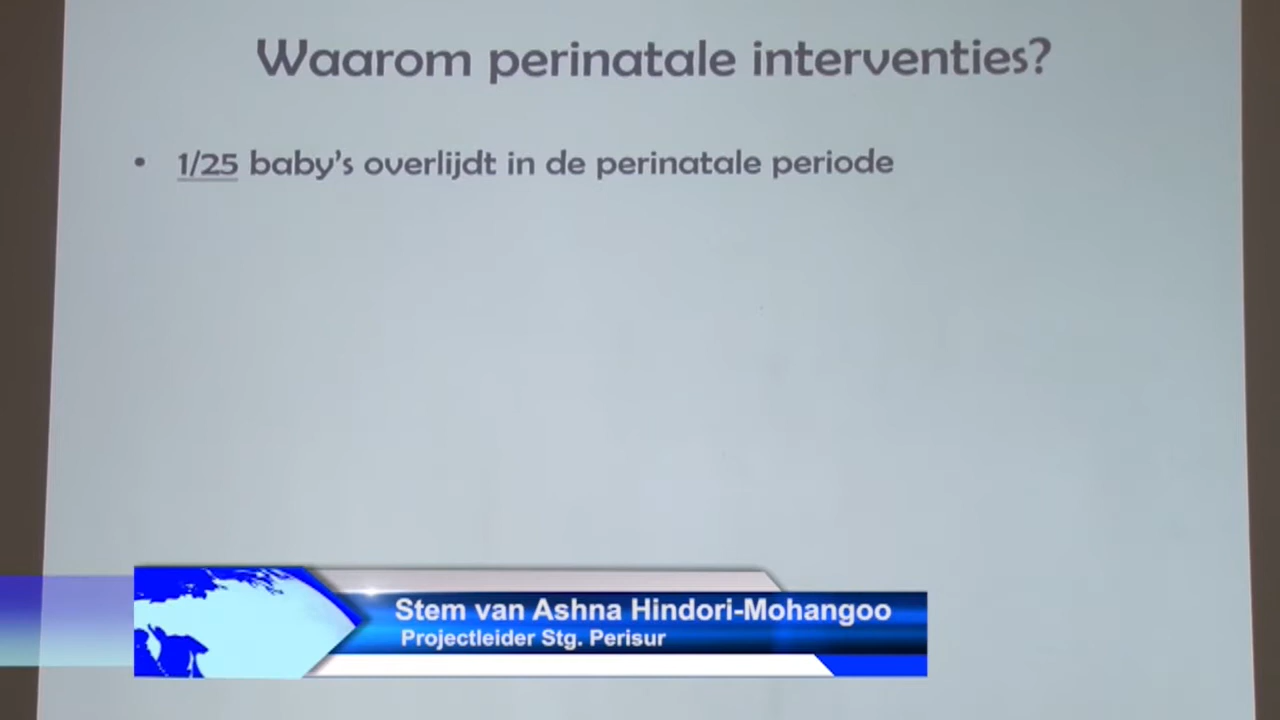 Waarom perinatale interventies?
• 1/25 baby's overlijdt in de perinatale periode
Stem van Ashna Hindori-Mohangoo
Projectleider Stg. Perisur